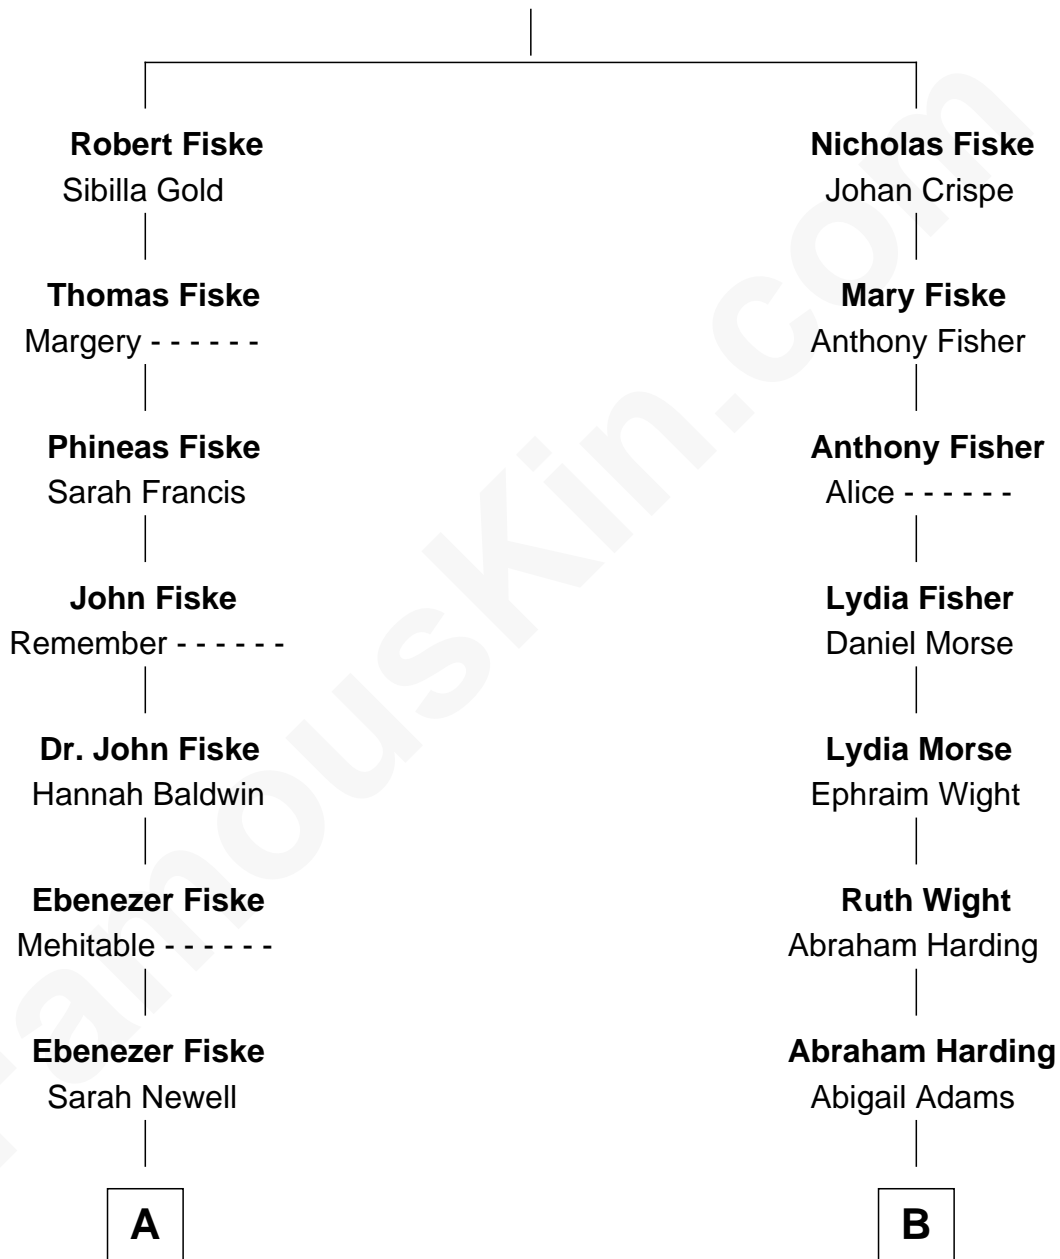 Robert Fiske
Sibilla Gold
Thomas Fiske
Margery - - - - - -
Phineas Fiske
Sarah Francis
John Fiske
Remember - - - - - -
Dr. John Fiske
Hannah Baldwin
Ebenezer Fiske
Mehitable - - - - - -
Ebenezer Fiske
Sarah Newell
A
Nicholas Fiske
Johan Crispe
Mary Fiske
Anthony Fisher
Anthony Fisher
Alice - - - - - -
Lydia Fisher
Daniel Morse
Lydia Morse
Ephraim Wight
Ruth Wight
Abraham Harding
Abraham Harding
Abigail Adams
B
FamousKin.com